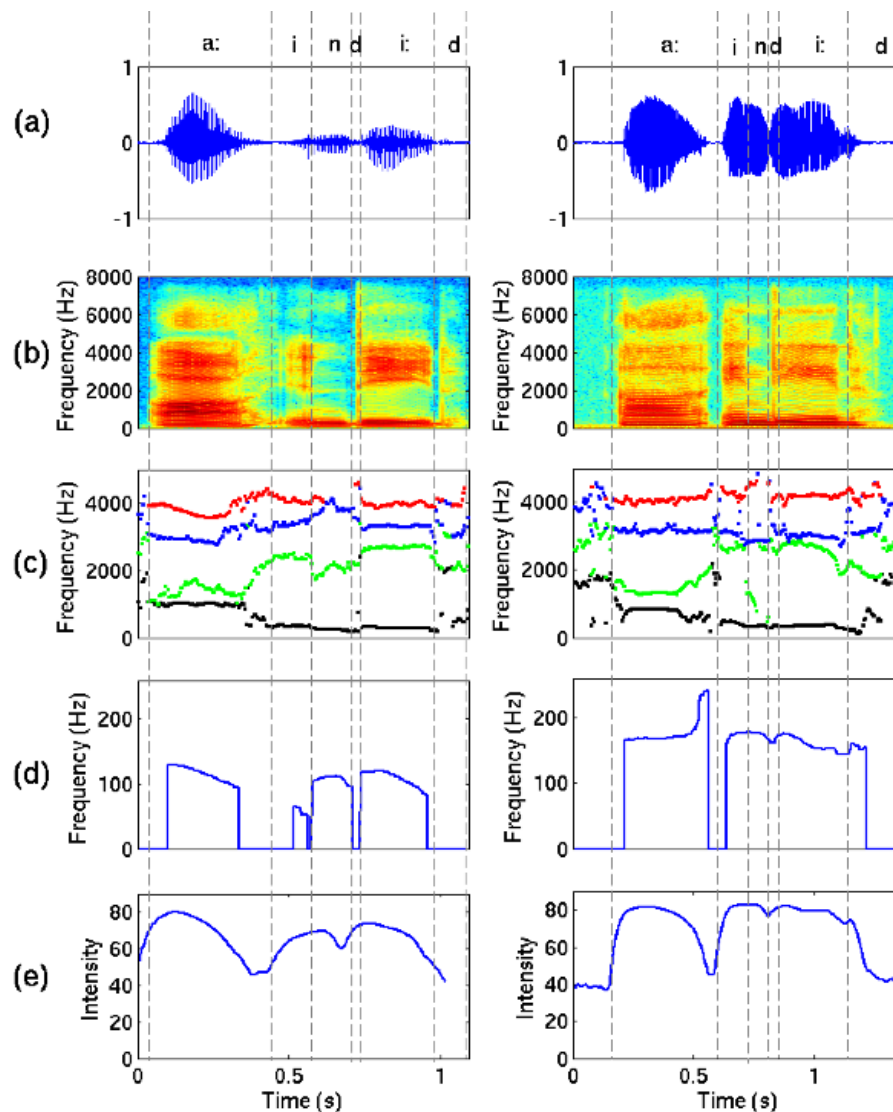 a: i n d i: d a: i n d i: d
(a) 1 0 -1 1 0 -1
(b) Frequency (Hz) 8000 6000 4000 2000 0 Frequency (Hz) 8000 6000 4000 2000 0
(c) Frequency (Hz) 4000 2000 0 Frequency (Hz) 4000 2000 0
(d) Frequency (Hz) 200 100 0 Frequency (Hz) 200 100 0
(e) Intensity 80 60 40 20 0 Intensity 80 60 40 20 0
0 0.5 1 0 0.5 1
Time (s) Time (s)